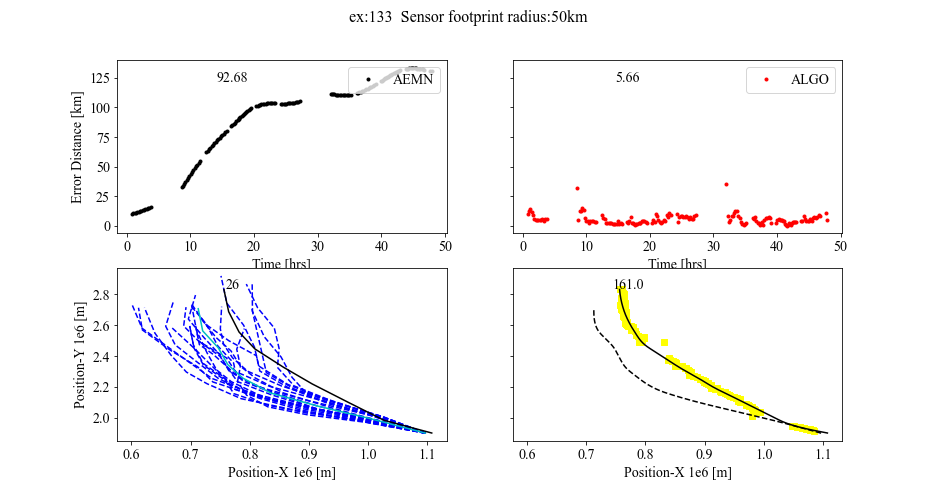 ex:133  Sensor footprint radius:50km
92.68
AEMN
125
100
75
50
25
0
Error Distance [km]
0 10 20 30 40 50
Time [hrs]
5.66
ALGO
0 10 20 30 40 50
Time [hrs]
26
2.8
2.6
2.4
2.2
2.0
Position-Y 1e6 [m]
0.6 0.7 0.8 0.9 1.0 1.1
Position-X 1e6 [m]
161.0
0.6 0.7 0.8 0.9 1.0 1.1
Position-X 1e6 [m]